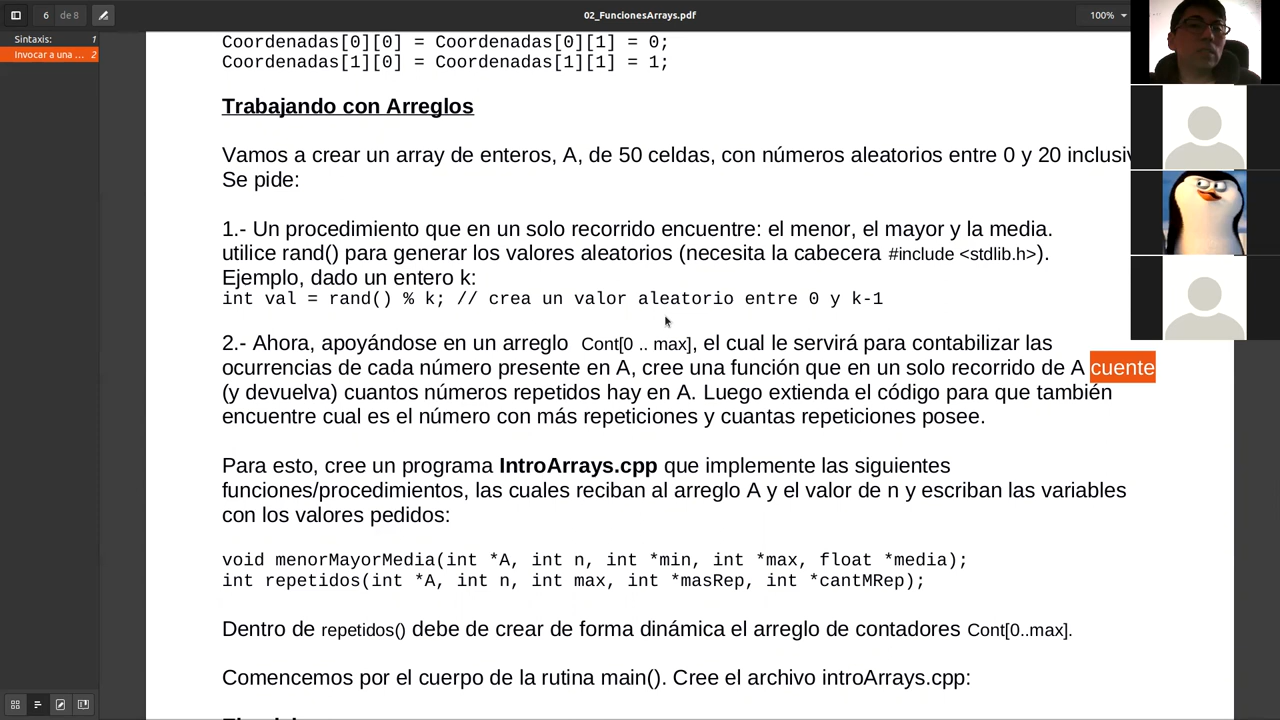 6 de 8
02_FuncionesArrays.pdf
100%
Sintaxis: 1
Invocar a una ... 2
Coordenadas[0][0] = Coordenadas[0][1] = 0;
Coordenadas[1][0] = Coordenadas[1][1] = 1;
Trabajando con Arreglos
Vamos a crear un array de enteros, A, de 50 celdas, con números aleatorios entre 0 y 20 inclusiv
Se pide:
1.- Un procedimiento que en un solo recorrido encuentre: el menor, el mayor y la media.
utilice rand() para generar los valores aleatorios (necesita la cabecera #include <stdlib.h>).
Ejemplo, dado un entero k:
int val = rand() % k; // crea un valor aleatorio entre 0 y k-1
2.- Ahora, apoyándose en un arreglo Cont[0 .. max], el cual le servirá para contabilizar las
ocurrencias de cada número presente en A, cree una función que en un solo recorrido de A cuente
(y devuelva) cuantos números repetidos hay en A. Luego extienda el código para que también
encuentre cual es el número con más repeticiones y cuantas repeticiones posee.
Para esto, cree un programa IntroArrays.cpp que implemente las siguientes
funciones/procedimientos, las cuales reciban al arreglo A y el valor de n y escriban las variables
con los valores pedidos:
void menorMayorMedia(int *A, int n, int *min, int *max, float *media);
int repetidos(int *A, int n, int max, int *masRep, int *cantMRep);
Dentro de repetidos() debe de crear de forma dinámica el arreglo de contadores Cont[0..max].
Comencemos por el cuerpo de la rutina main(). Cree el archivo introArrays.cpp: